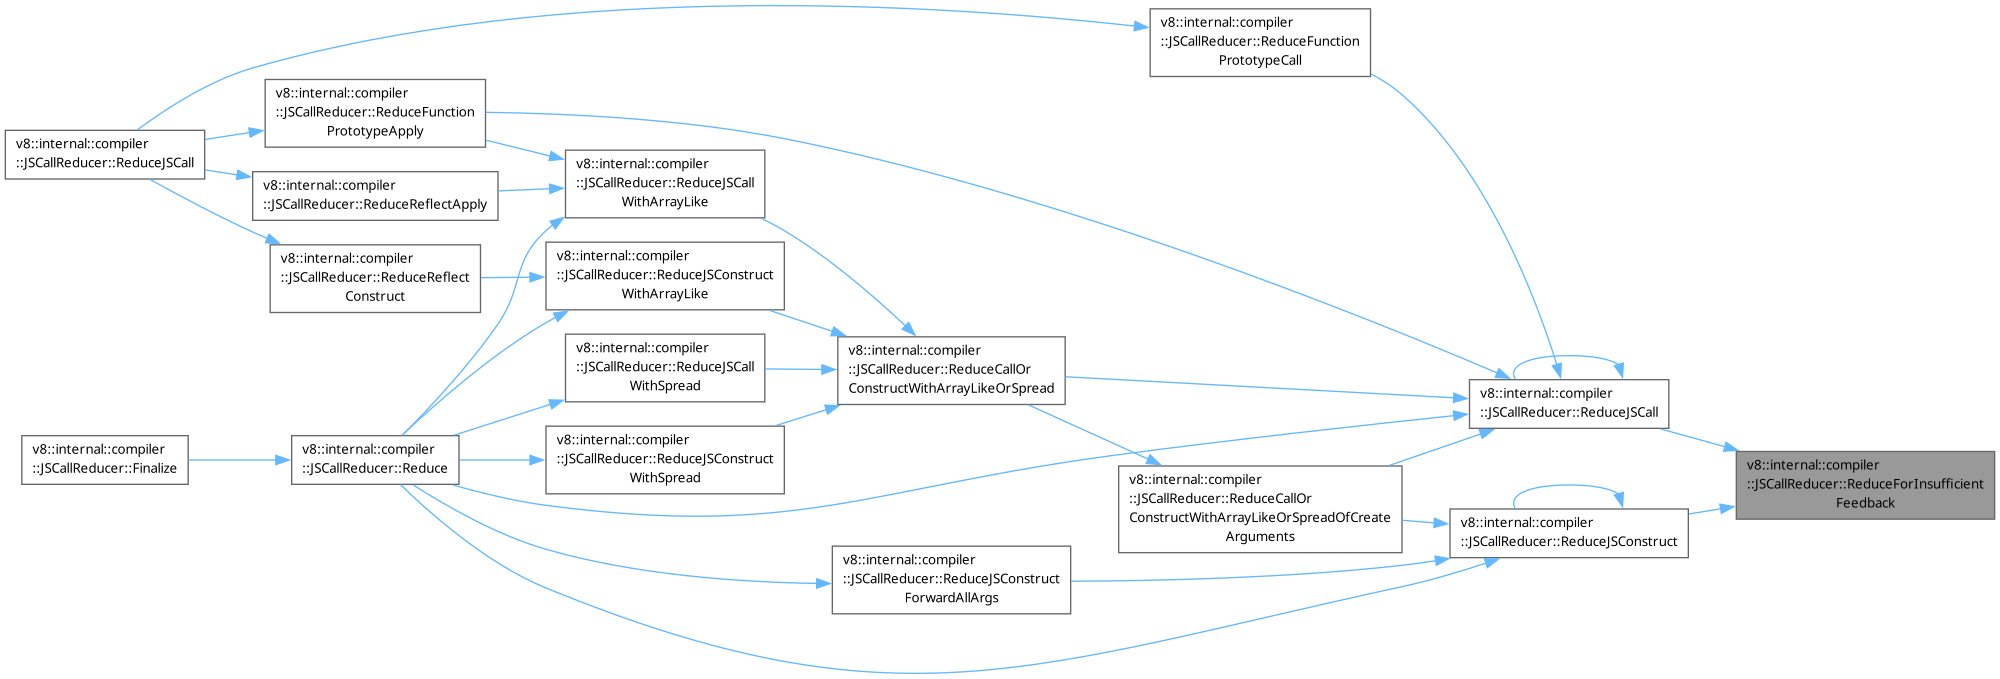 v8::internal::compiler
::JSCallReducer::ReduceFunction
PrototypeCall
v8::internal::compiler
::JSCallReducer::ReduceFunction
PrototypeApply
v8::internal::compiler
::JSCallReducer::ReduceJSCall
v8::internal::compiler
::JSCallReducer::ReduceJSCall
WithArrayLike
v8::internal::compiler
::JSCallReducer::ReduceReflectApply
v8::internal::compiler
::JSCallReducer::ReduceReflect
Construct
v8::internal::compiler
::JSCallReducer::ReduceJSConstruct
WithArrayLike
v8::internal::compiler
::JSCallReducer::ReduceJSCall
WithSpread
v8::internal::compiler
::JSCallReducer::ReduceCallOr
ConstructWithArrayLikeOrSpread
v8::internal::compiler
::JSCallReducer::ReduceJSCall
v8::internal::compiler
::JSCallReducer::Finalize
v8::internal::compiler
::JSCallReducer::Reduce
v8::internal::compiler
::JSCallReducer::ReduceJSConstruct
WithSpread
v8::internal::compiler
::JSCallReducer::ReduceCallOr
ConstructWithArrayLikeOrSpreadOfCreate
Arguments
v8::internal::compiler
::JSCallReducer::ReduceForInsufficient
Feedback
v8::internal::compiler
::JSCallReducer::ReduceJSConstruct
v8::internal::compiler
::JSCallReducer::ReduceJSConstruct
ForwardAllArgs